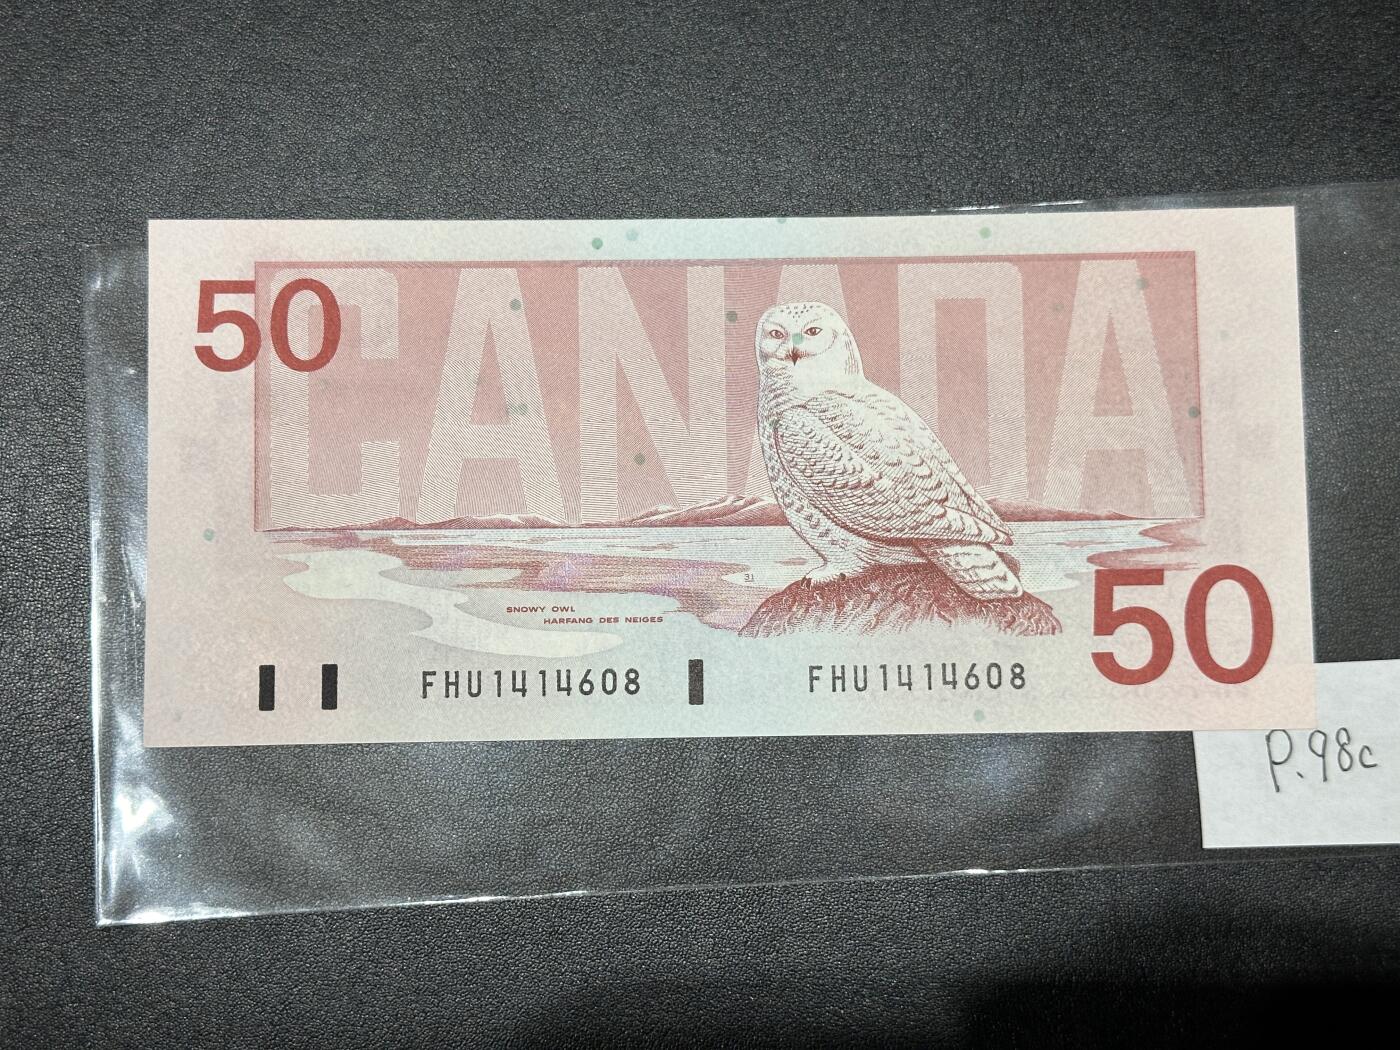 50
CANADA
31
SNOWY OWL
HARFANG DES NEIGES
50
FHU1414608
FHU1414608
P.98c